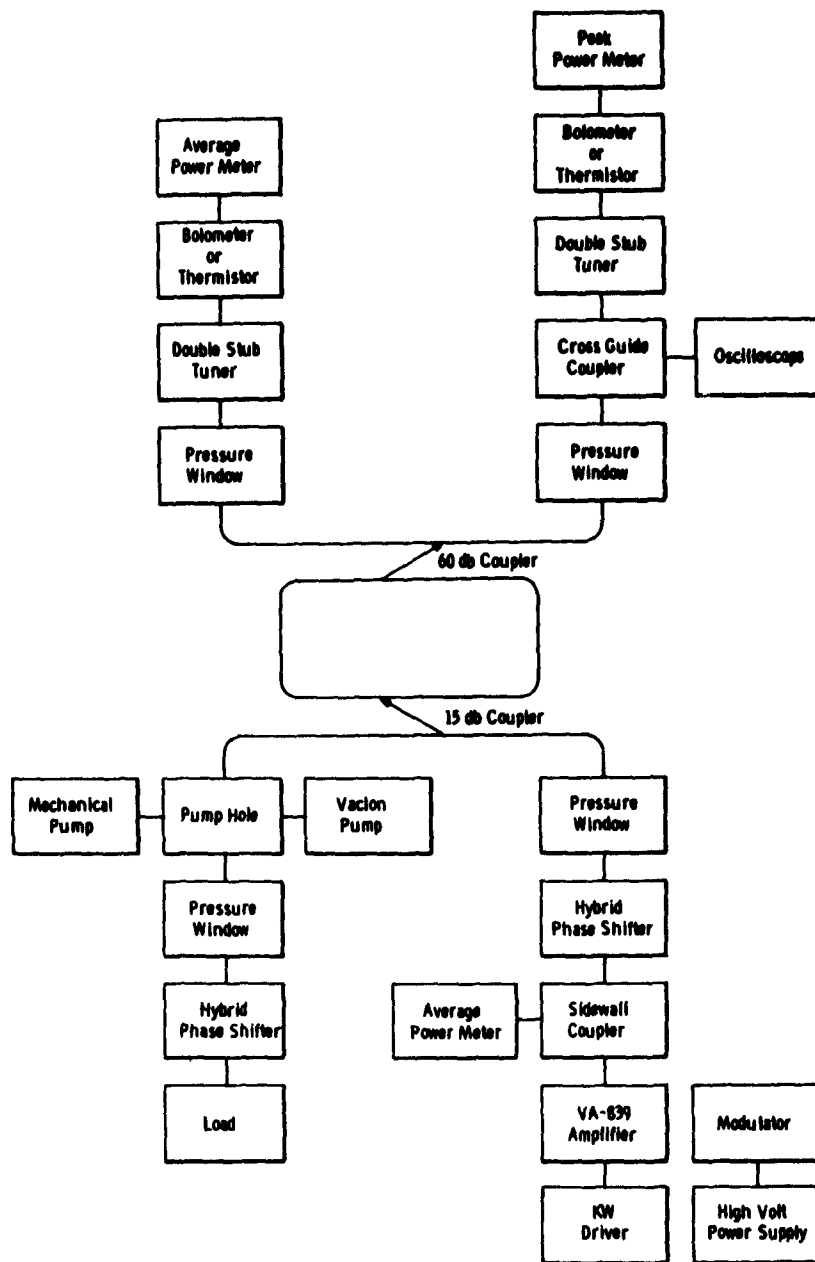 Peak
Power Meter
Average
Power Meter
Bolometer
or
Thermistor
Bolometer
or
Thermistor
Double Stub
Tuner
Double Stub
Tuner
Cross Guide
Coupler
Oscilloscope
Pressure
Window
Pressure
Window
60 db Coupler
15 db Coupler
Mechanical
Pump
Pump Hole
Vacion
Pump
Pressure
Window
Pressure
Window
Hybrid
Phase Shifter
Hybrid
Phase Shifter
Average
Power Meter
Sidewall
Coupler
Load
VA-839
Amplifier
Modulator
KW
Driver
High Volt
Power Supply